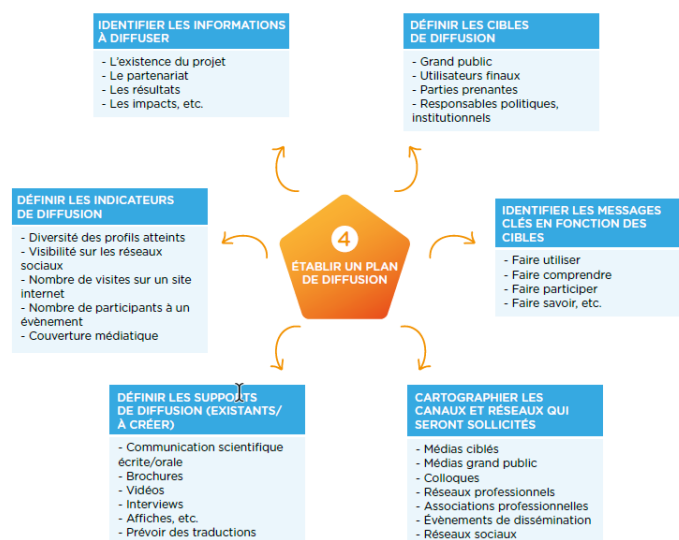 IDENTIFIER LES INFORMATIONS
À DIFFUSER
- L'existence du projet
- Le partenariat
- Les résultats
- Les impacts, etc.
DÉFINIR LES CIBLES
DE DIFFUSION
- Grand public
- Utilisateurs finaux
- Parties prenantes
- Responsables politiques,
institutionnels
DÉFINIR LES INDICATEURS
DE DIFFUSION
- Diversité des profils atteints
- Visibilité sur les réseaux
sociaux
- Nombre de visites sur un site
internet
- Nombre de participants à un
évènement
- Couverture médiatique
4
ÉTABLIR UN PLAN
DE DIFFUSION
IDENTIFIER LES MESSAGES
CLÉS EN FONCTION DES
CIBLES
- Faire utiliser
- Faire comprendre
- Faire participer
- Faire savoir, etc.
DÉFINIR LES SUPPORTS
DE DIFFUSION (EXISTANTS/
À CRÉER)
- Communication scientifique
écrite/orale
- Brochures
- Vidéos
- Interviews
- Affiches, etc.
- Prévoir des traductions
CARTOGRAPHIER LES
CANAUX ET RÉSEAUX QUI
SERONT SOLLICITÉS
- Médias ciblés
- Médias grand public
- Colloques
- Réseaux professionnels
- Associations professionnelles
- Évènements de dissémination
- Réseaux sociaux